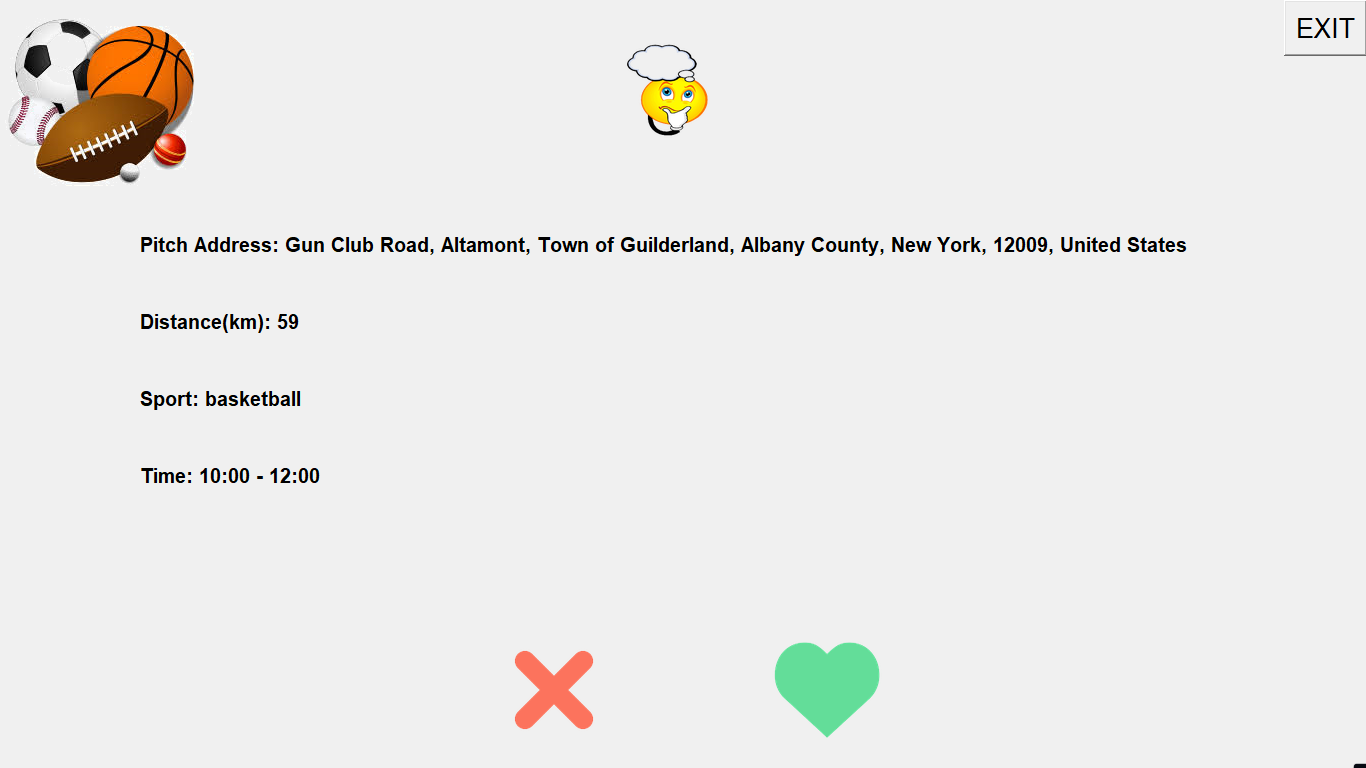 EXIT
Pitch Address: Gun Club Road, Altamont, Town of Guilderland, Albany County, New York, 12009, United States
Distance(km): 59
Sport: basketball
Time: 10:00 - 12:00